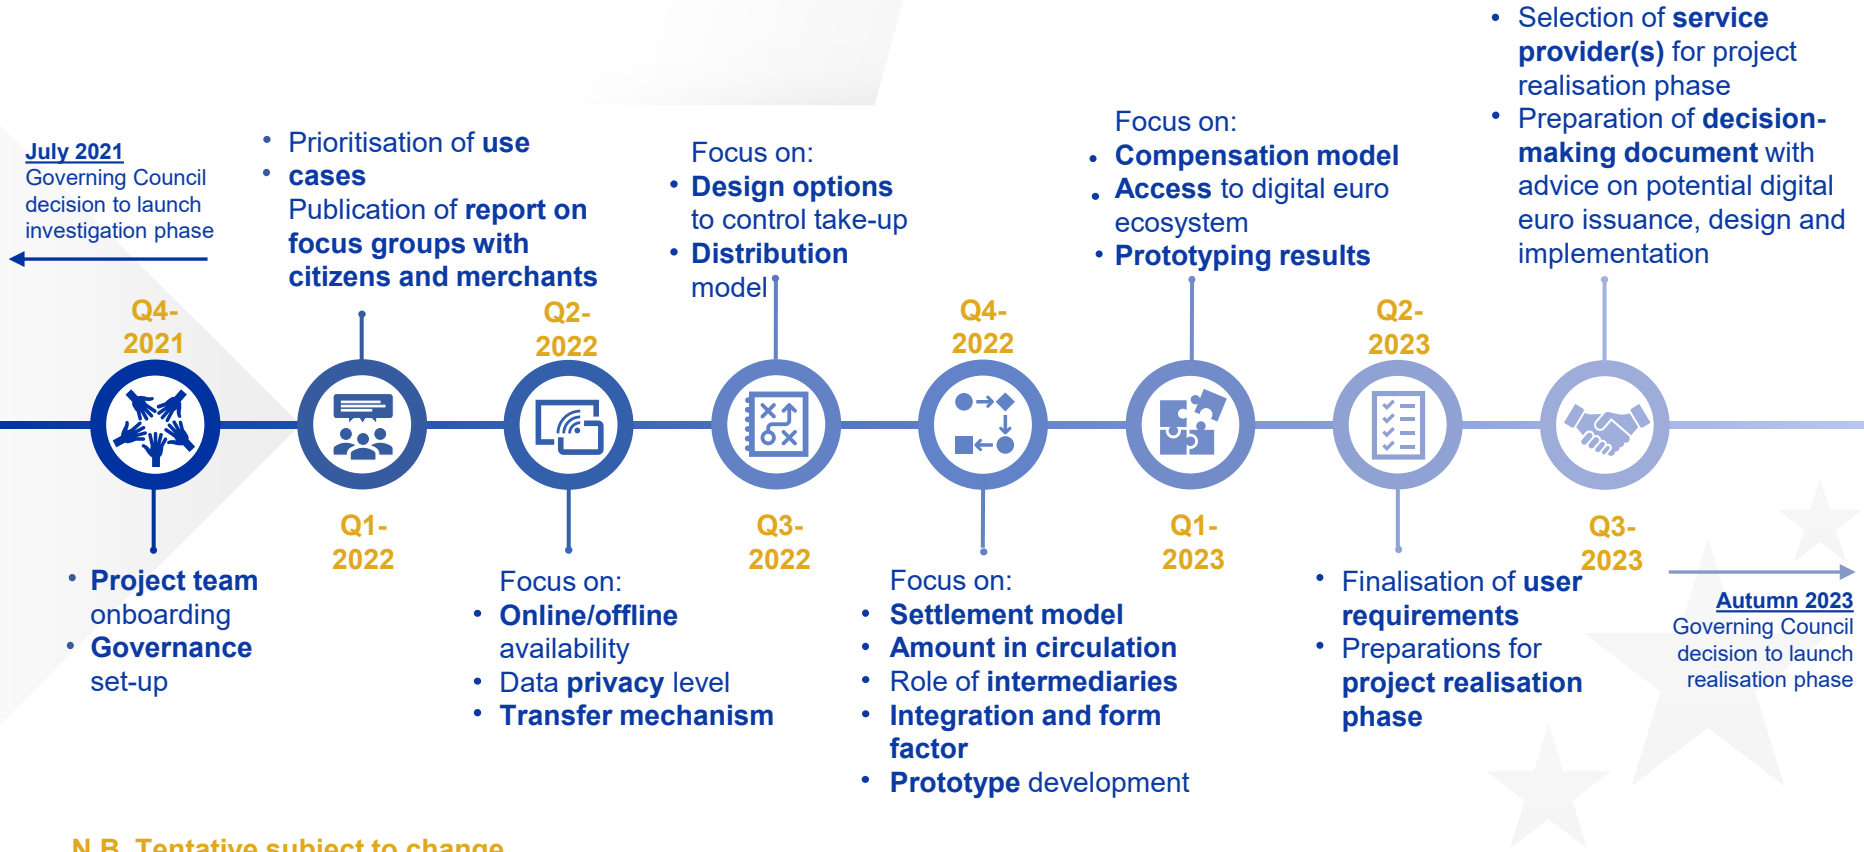 July 2021
Governing Council
decision to launch
investigation phase
• Prioritisation of use
• cases
Publication of report on
focus groups with
citizens and merchants
Focus on:
• Design options
to control take-up
• Distribution
model
Focus on:
• Compensation model
• Access to digital euro
ecosystem
• Prototyping results
• Selection of service
provider(s) for project
realisation phase
• Preparation of decision-
making document with
advice on potential digital
euro issuance, design and
implementation
Q4-
2021
Q2-
2022
Q4-
2022
Q2-
2023
Q1-
2022
Q3-
2022
Q1-
2023
Q3-
2023
• Project team
onboarding
• Governance
set-up
Focus on:
• Online/offline
availability
• Data privacy level
• Transfer mechanism
Focus on:
• Settlement model
• Amount in circulation
• Role of intermediaries
• Integration and form
factor
• Prototype development
• Finalisation of user
requirements
• Preparations for
project realisation
phase
Autumn 2023
Governing Council
decision to launch
realisation phase
N.B. Tentative subject to change